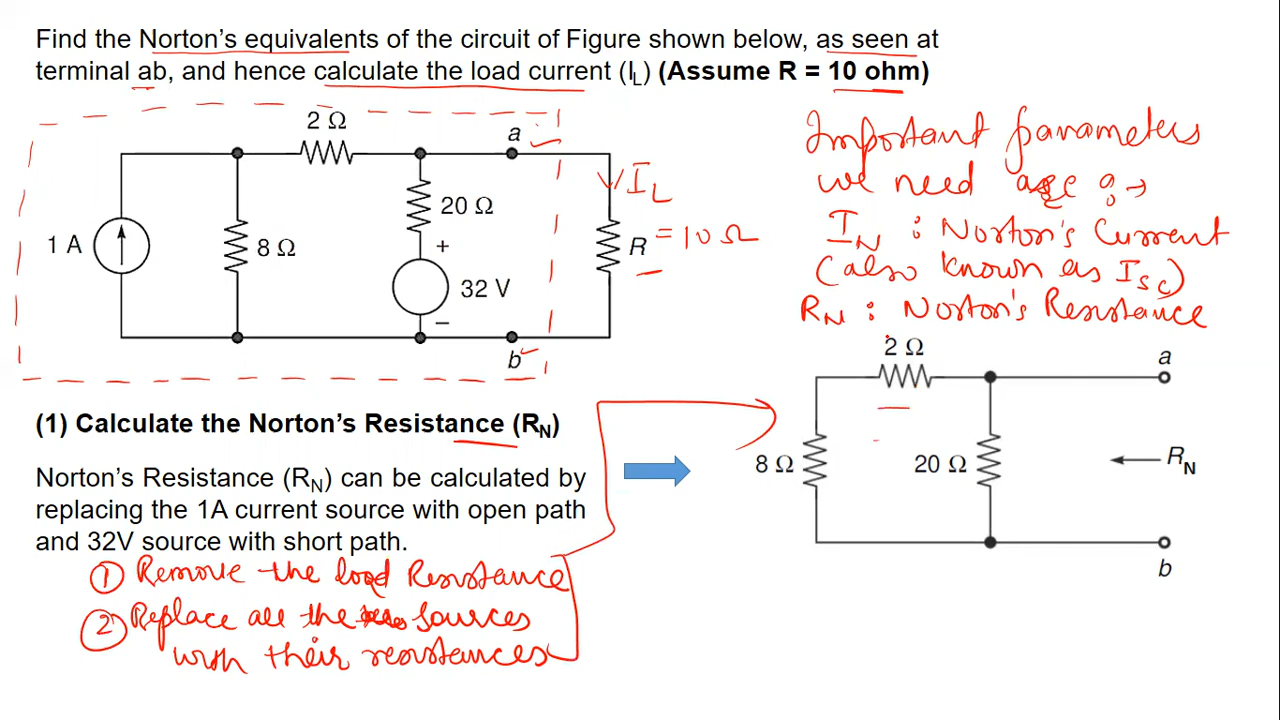 Find the Norton's equivalents of the circuit of Figure shown below, as seen at
terminal ab, and hence calculate the load current (IL) (Assume R = 10 ohm)
2 Ω
a
IL
20 Ω
1 A
8 Ω
+
R = 10 Ω
32 V
−
b
Important parameters
we need are :→
IN : Norton's Current
(also known as ISC)
RN : Norton's Resistance
(1) Calculate the Norton's Resistance (RN)
Norton's Resistance (RN) can be calculated by
replacing the 1A current source with open path
and 32V source with short path.
① Remove the load Resistance
② Replace all the sources
with their resistances
2 Ω
a
8 Ω
20 Ω
RN
b